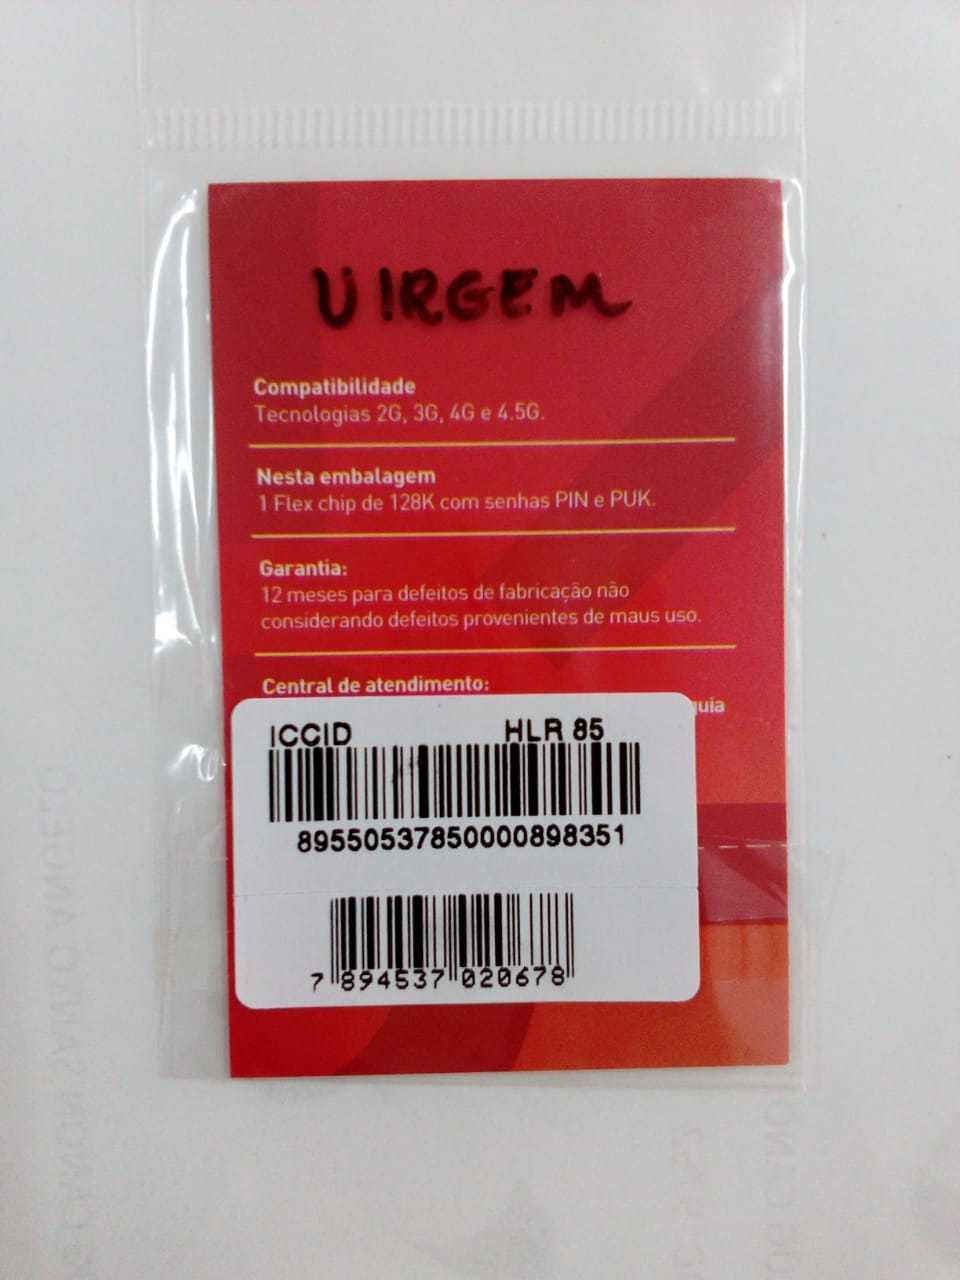 VIRGEM
Compatibilidade
Tecnologias 2G, 3G, 4G e 4.5G.
Nesta embalagem
1 Flex chip de 128K com senhas PIN e PUK.
Garantia:
12 meses para defeitos de fabricação não
considerando defeitos provenientes de maus uso.
Central de atendimento:
ICCID HLR 85
89550537850000898351
7 894537 020678